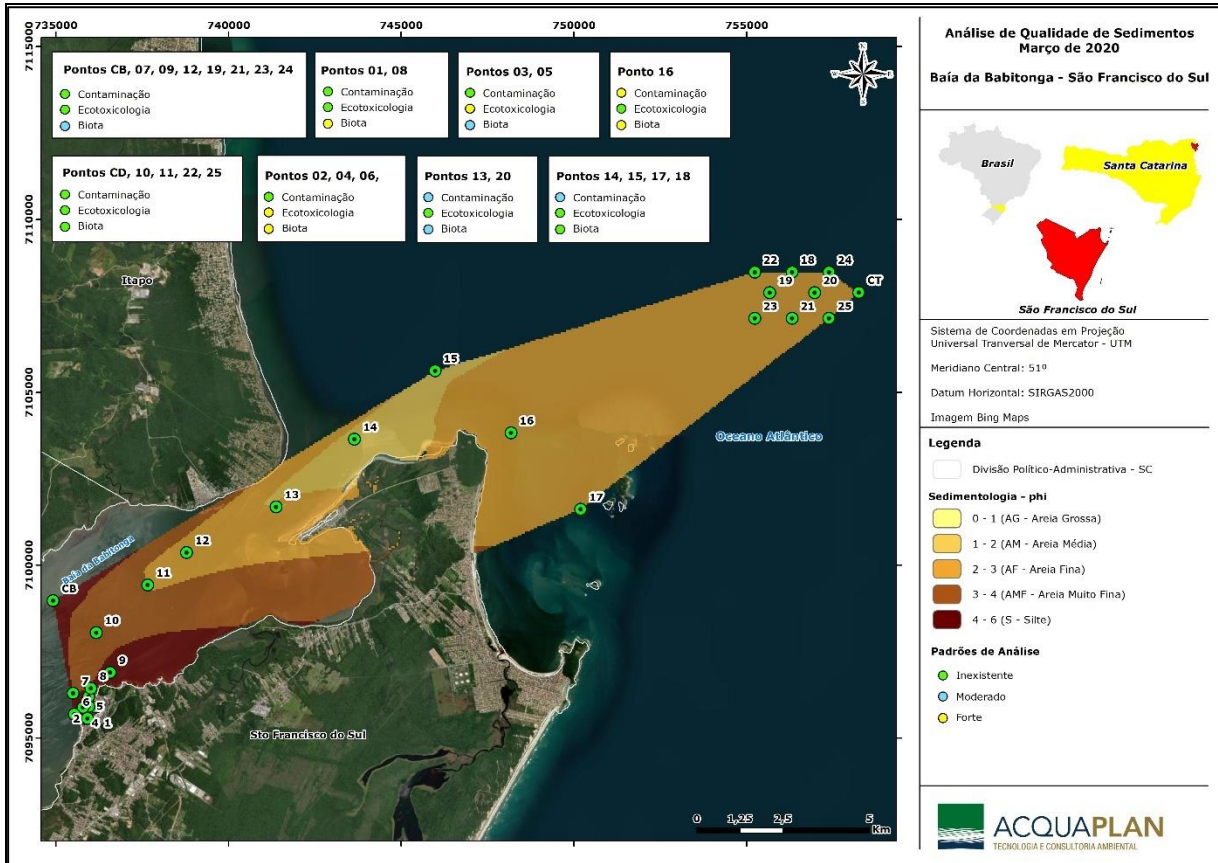 735000 740000 745000 750000 755000
7115000
7110000
7105000
7100000
7095000
Pontos CB, 07, 09, 12, 19, 21, 23, 24
Contaminação
Ecotoxicologia
Biota
Pontos 01, 08
Contaminação
Ecotoxicologia
Biota
Pontos 03, 05
Contaminação
Ecotoxicologia
Biota
Ponto 16
Contaminação
Ecotoxicologia
Biota
Pontos CD, 10, 11, 22, 25
Contaminação
Ecotoxicologia
Biota
Pontos 02, 04, 06,
Contaminação
Ecotoxicologia
Biota
Pontos 13, 20
Contaminação
Ecotoxicologia
Biota
Pontos 14, 15, 17, 18
Contaminação
Ecotoxicologia
Biota
N
W E
S
Itapo
22 18 24
19 20 CT
23 21 25
15
16
14
Oceano Atlântico
13
17
12
Baía da Babitonga
11
CB
10
9
8
7
6 5
2 4 1
Sto Francisco do Sul
0 1,25 2,5 5
Km
Análise de Qualidade de Sedimentos
Março de 2020
Baía da Babitonga - São Francisco do Sul
Brasil
Santa Catarina
São Francisco do Sul
Sistema de Coordenadas em Projeção
Universal Tranversal de Mercator - UTM
Meridiano Central: 51º
Datum Horizontal: SIRGAS2000
Imagem Bing Maps
Legenda
Divisão Político-Administrativa - SC
Sedimentologia - phi
0 - 1 (AG - Areia Grossa)
1 - 2 (AM - Areia Média)
2 - 3 (AF - Areia Fina)
3 - 4 (AMF - Areia Muito Fina)
4 - 6 (S - Silte)
Padrões de Análise
Inexistente
Moderado
Forte
ACQUAPLAN
TECNOLOGIA E CONSULTORIA AMBIENTAL